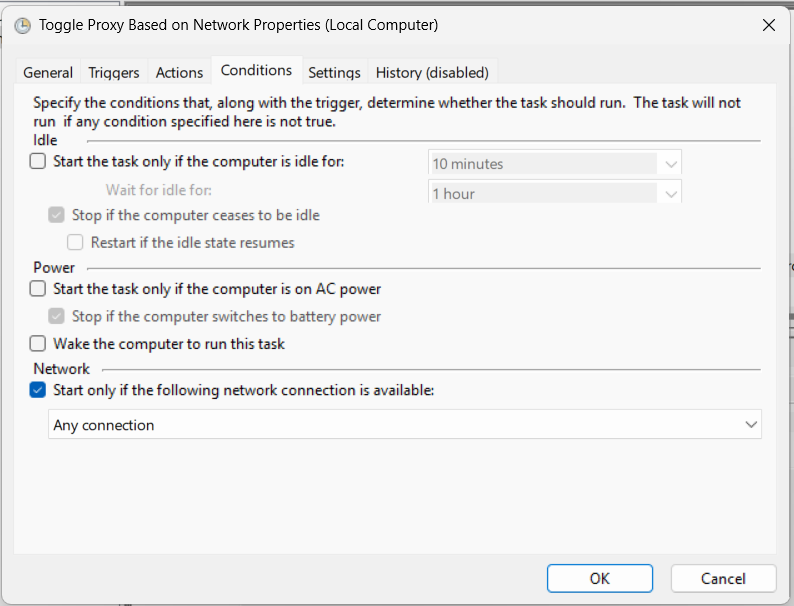 Toggle Proxy Based on Network Properties (Local Computer)
General Triggers Actions Conditions Settings History (disabled)
Specify the conditions that, along with the trigger, determine whether the task should run. The task will not
run if any condition specified here is not true.
Idle
Start the task only if the computer is idle for: 10 minutes
Wait for idle for: 1 hour
Stop if the computer ceases to be idle
Restart if the idle state resumes
Power
Start the task only if the computer is on AC power
Stop if the computer switches to battery power
Wake the computer to run this task
Network
Start only if the following network connection is available:
Any connection
OK Cancel